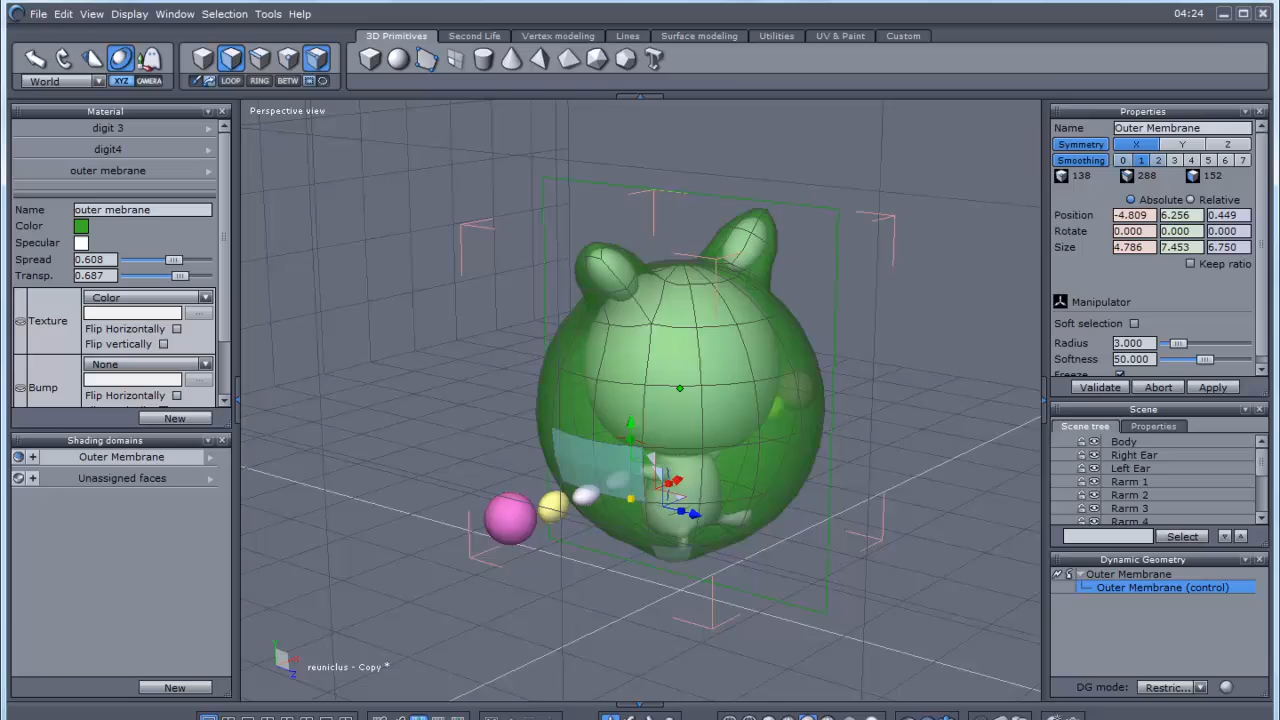 File Edit View Display Window Selection Tools Help 04:24
3D Primitives Second Life Vertex modeling Lines Surface modeling Utilities UV & Paint Custom
World XYZ CAMERA LOOP RING BETW
Material
digit 3
digit4
outer mebrane
Name outer mebrane
Color
Specular
Spread 0.608
Transp. 0.687
Color
Texture
Flip Horizontally
Flip vertically
None
Bump
Flip Horizontally
New
Shading domains
Outer Membrane
Unassigned faces
New
Perspective view
Y
Z
reuniclus - Copy *
Properties
Name Outer Membrane
Symmetry X Y Z
Smoothing 0 1 2 3 4 5 6 7
138 288 152
Absolute Relative
Position -4.809 6.256 0.449
Rotate 0.000 0.000 0.000
Size 4.786 7.453 6.750
Keep ratio
Manipulator
Soft selection
Radius 3.000
Softness 50.000
Freeze
Validate Abort Apply
Scene
Scene tree Properties
Body
Right Ear
Left Ear
Rarm 1
Rarm 2
Rarm 3
Rarm 4
Select
Dynamic Geometry
Outer Membrane
Outer Membrane (control)
DG mode: Restric...